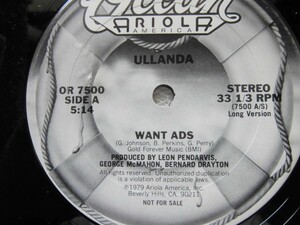 Ocean
ARIOLA
AMERICA
ULLANDA
OR 7500
SIDE A
5:14
STEREO
33 1/3 RPM
(7500 A/S)
Long Version
WANT ADS
(G. Johnson, B. Perkins, G. Perry)
Gold Forever Music (BMI)
PRODUCED BY LEON PENDARVIS,
GEORGE McMAHON, BERNARD DRAYTON
All rights reserved. Unauthorized duplication
is a violation of applicable laws.
℗1979 Ariola America, Inc.
Beverly Hills, CA. 90211
NOT FOR SALE